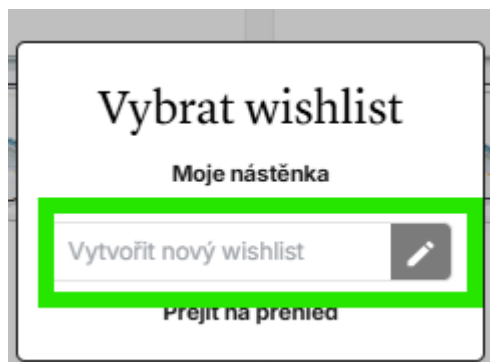 Vybrat wishlist
Moje nástěnka
Vytvořit nový wishlist
Přejít na přehled